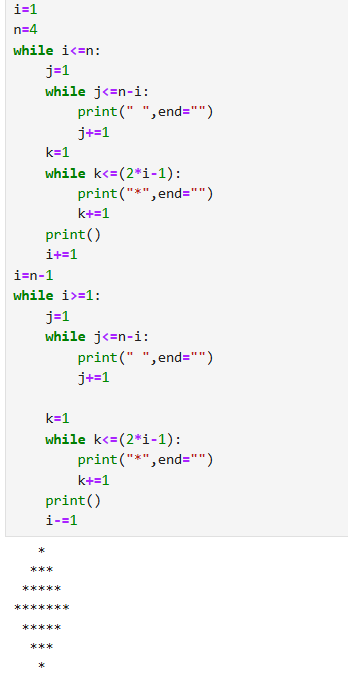 i=1
n=4
while i<=n:
    j=1
    while j<=n-i:
        print(" ",end="")
        j+=1
    k=1
    while k<=(2*i-1):
        print("*",end="")
        k+=1
    print()
    i+=1
i=n-1
while i>=1:
    j=1
    while j<=n-i:
        print(" ",end="")
        j+=1

    k=1
    while k<=(2*i-1):
        print("*",end="")
        k+=1
    print()
    i-=1
   *
  ***
 *****
*******
 *****
  ***
   *